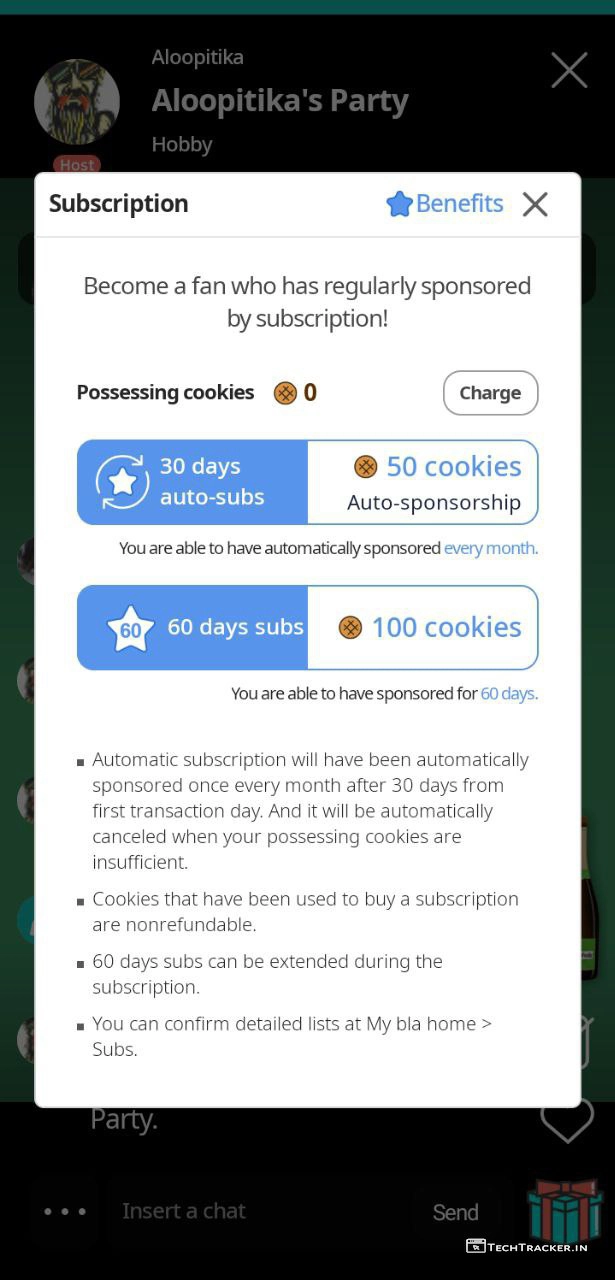 Aloopitika
Aloopitika's Party
Hobby
Host
Subscription
Benefits
Become a fan who has regularly sponsored
by subscription!
Possessing cookies 0
Charge
30 days
auto-subs
50 cookies
Auto-sponsorship
You are able to have automatically sponsored every month.
60
60 days subs
100 cookies
You are able to have sponsored for 60 days.
▪ Automatic subscription will have been automatically
sponsored once every month after 30 days from
first transaction day. And it will be automatically
canceled when your possessing cookies are
insufficient.
▪ Cookies that have been used to buy a subscription
are nonrefundable.
▪ 60 days subs can be extended during the
subscription.
▪ You can confirm detailed lists at My bla home >
Subs.
Party.
Insert a chat
Send
TECHTRACKER.IN